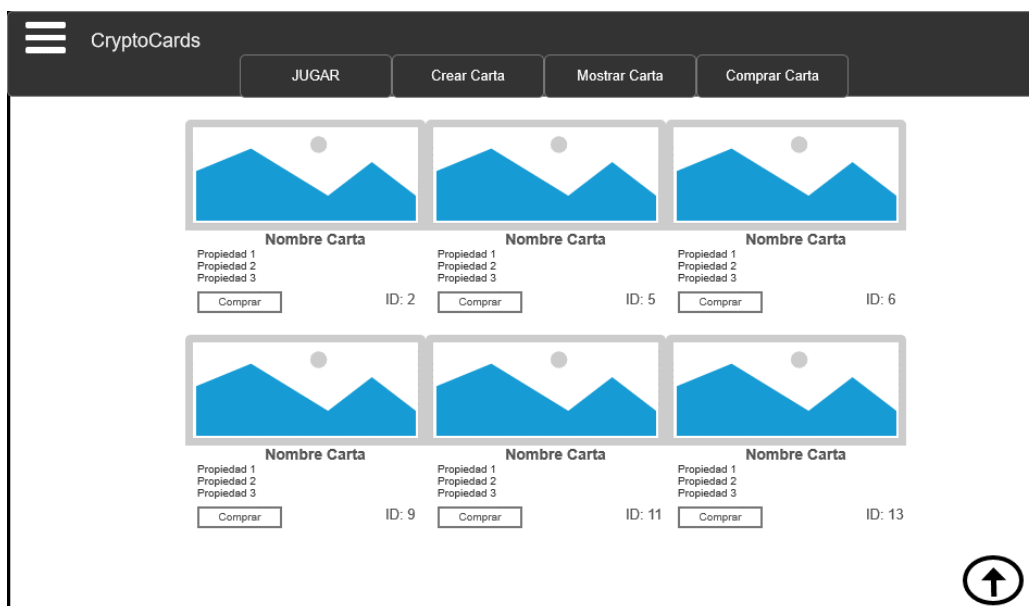 CryptoCards
JUGAR
Crear Carta
Mostrar Carta
Comprar Carta
Nombre Carta
Propiedad 1
Propiedad 2
Propiedad 3
Comprar
ID: 2
Nombre Carta
Propiedad 1
Propiedad 2
Propiedad 3
Comprar
ID: 5
Nombre Carta
Propiedad 1
Propiedad 2
Propiedad 3
Comprar
ID: 6
Nombre Carta
Propiedad 1
Propiedad 2
Propiedad 3
Comprar
ID: 9
Nombre Carta
Propiedad 1
Propiedad 2
Propiedad 3
Comprar
ID: 11
Nombre Carta
Propiedad 1
Propiedad 2
Propiedad 3
Comprar
ID: 13